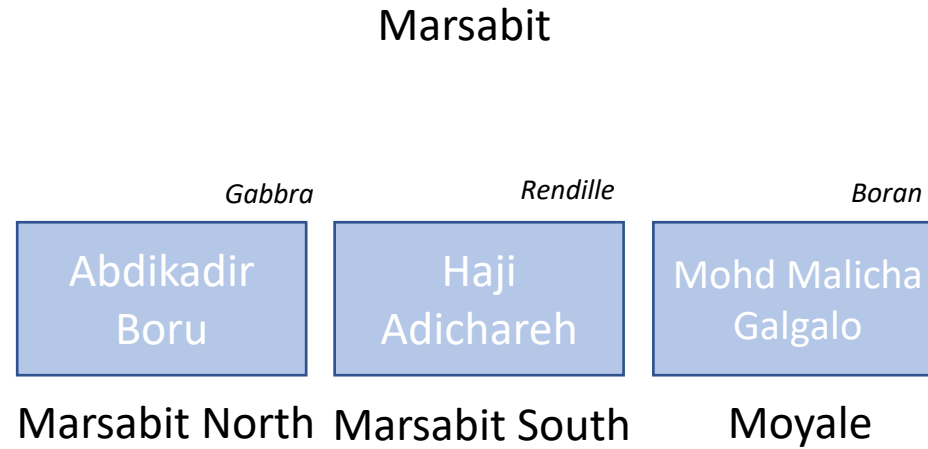 Marsabit
Gabbra
Rendille
Boran
Abdikadir
Boru
Haji
Adichareh
Mohd Malicha
Galgalo
Marsabit North
Marsabit South
Moyale